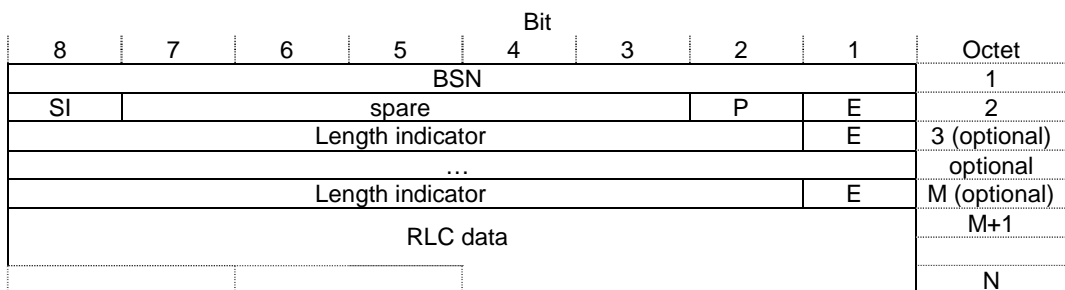 Bit
8 7 6 5 4 3 2 1 Octet
BSN 1
SI spare P E 2
Length indicator E 3 (optional)
… optional
Length indicator E M (optional)
RLC data M+1
N